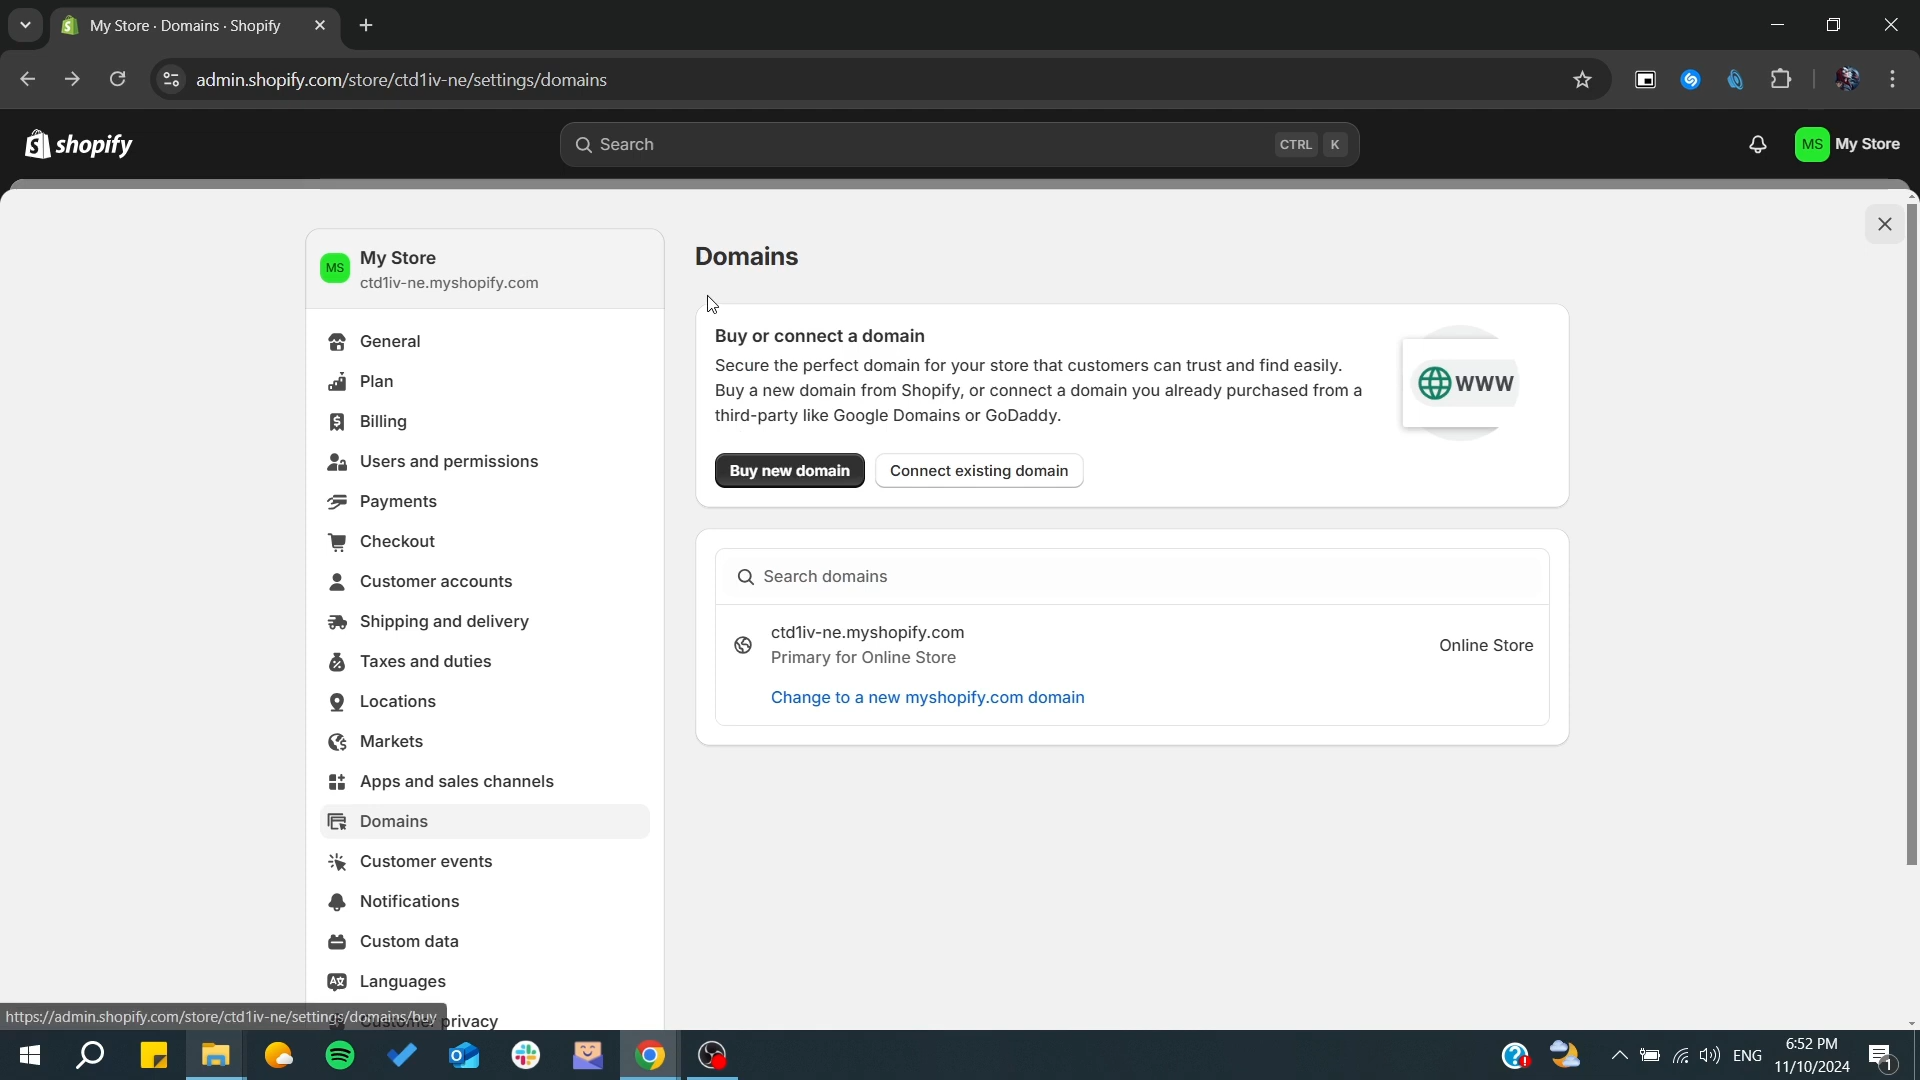 My Store · Domains · Shopify
admin.shopify.com/store/ctd1iv-ne/settings/domains
shopify
Search
CTRL K
MS
My Store
MS
My Store
ctd1iv-ne.myshopify.com
General
Plan
Billing
Users and permissions
Payments
Checkout
Customer accounts
Shipping and delivery
Taxes and duties
Locations
Markets
Apps and sales channels
Domains
Customer events
Notifications
Custom data
Languages
Customer privacy
Domains
Buy or connect a domain
Secure the perfect domain for your store that customers can trust and find easily.
Buy a new domain from Shopify, or connect a domain you already purchased from a
third-party like Google Domains or GoDaddy.
WWW
Buy new domain
Connect existing domain
Search domains
ctd1iv-ne.myshopify.com
Primary for Online Store
Online Store
Change to a new myshopify.com domain
https://admin.shopify.com/store/ctd1iv-ne/settings/domains/buy
ENG
6:52 PM
11/10/2024
1